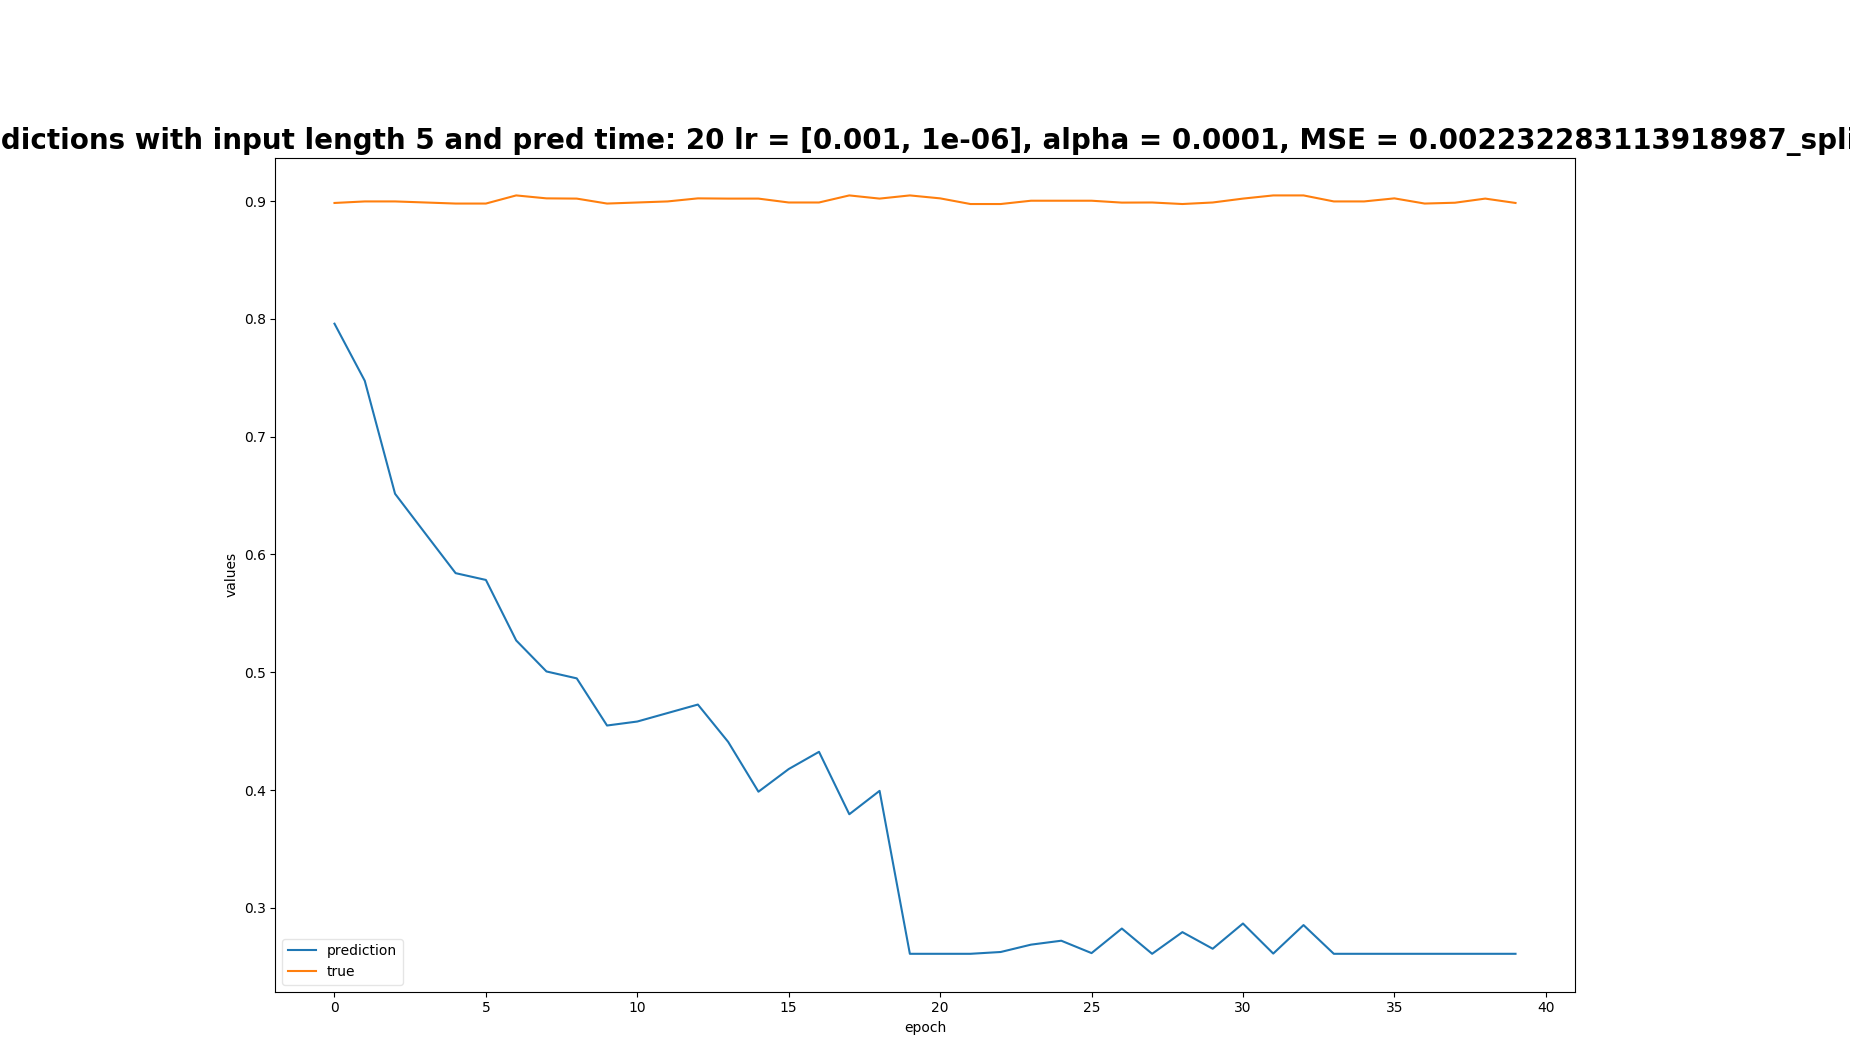 dictions with input length 5 and pred time: 20 lr = [0.001, 1e-06], alpha = 0.0001, MSE = 0.002232283113918987_spli
0.9
0.8
0.7
0.6
0.5
0.4
0.3
values
prediction
true
0 5 10 15 20 25 30 35 40
epoch